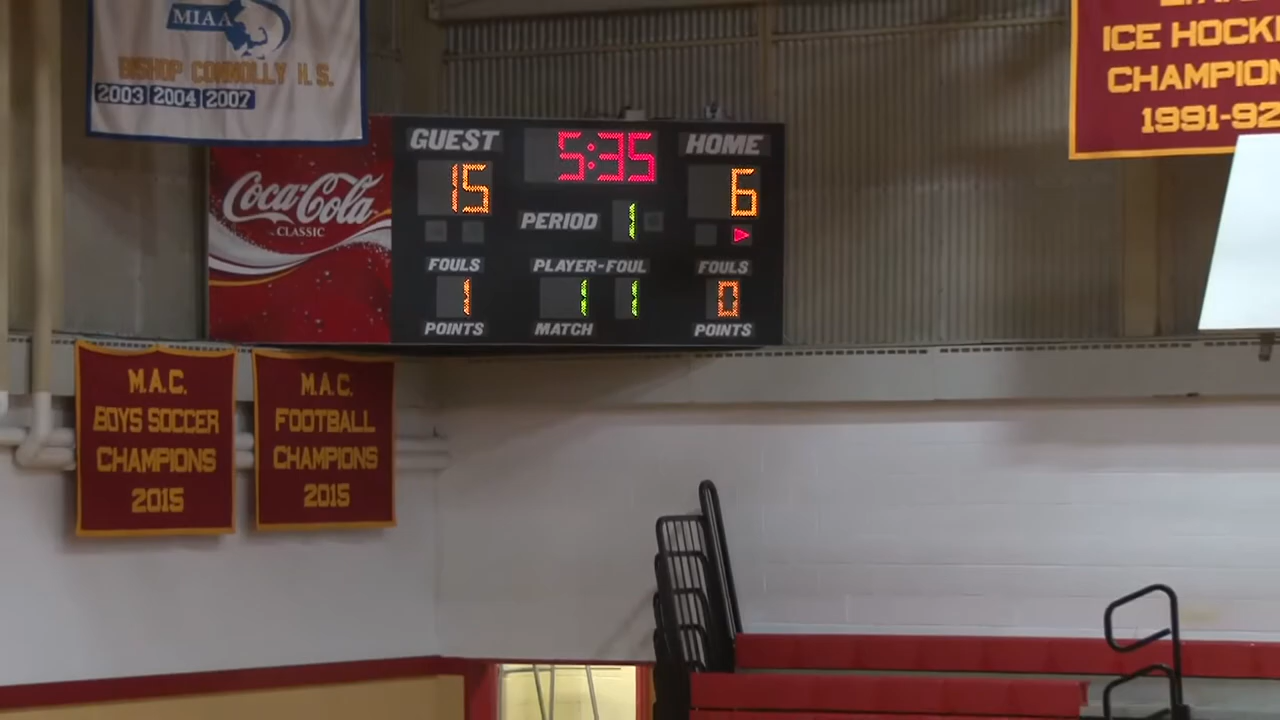 MIAA
BISHOP CONNOLLY H.S.
2003 2004 2007
ICE HOCKE
CHAMPION
1991-92
Coca-Cola
CLASSIC
GUEST 5:35 HOME
15 6
PERIOD 1
FOULS PLAYER-FOUL FOULS
1 1 1 0
POINTS MATCH POINTS
M.A.C.
BOYS SOCCER
CHAMPIONS
2015
M.A.C.
FOOTBALL
CHAMPIONS
2015